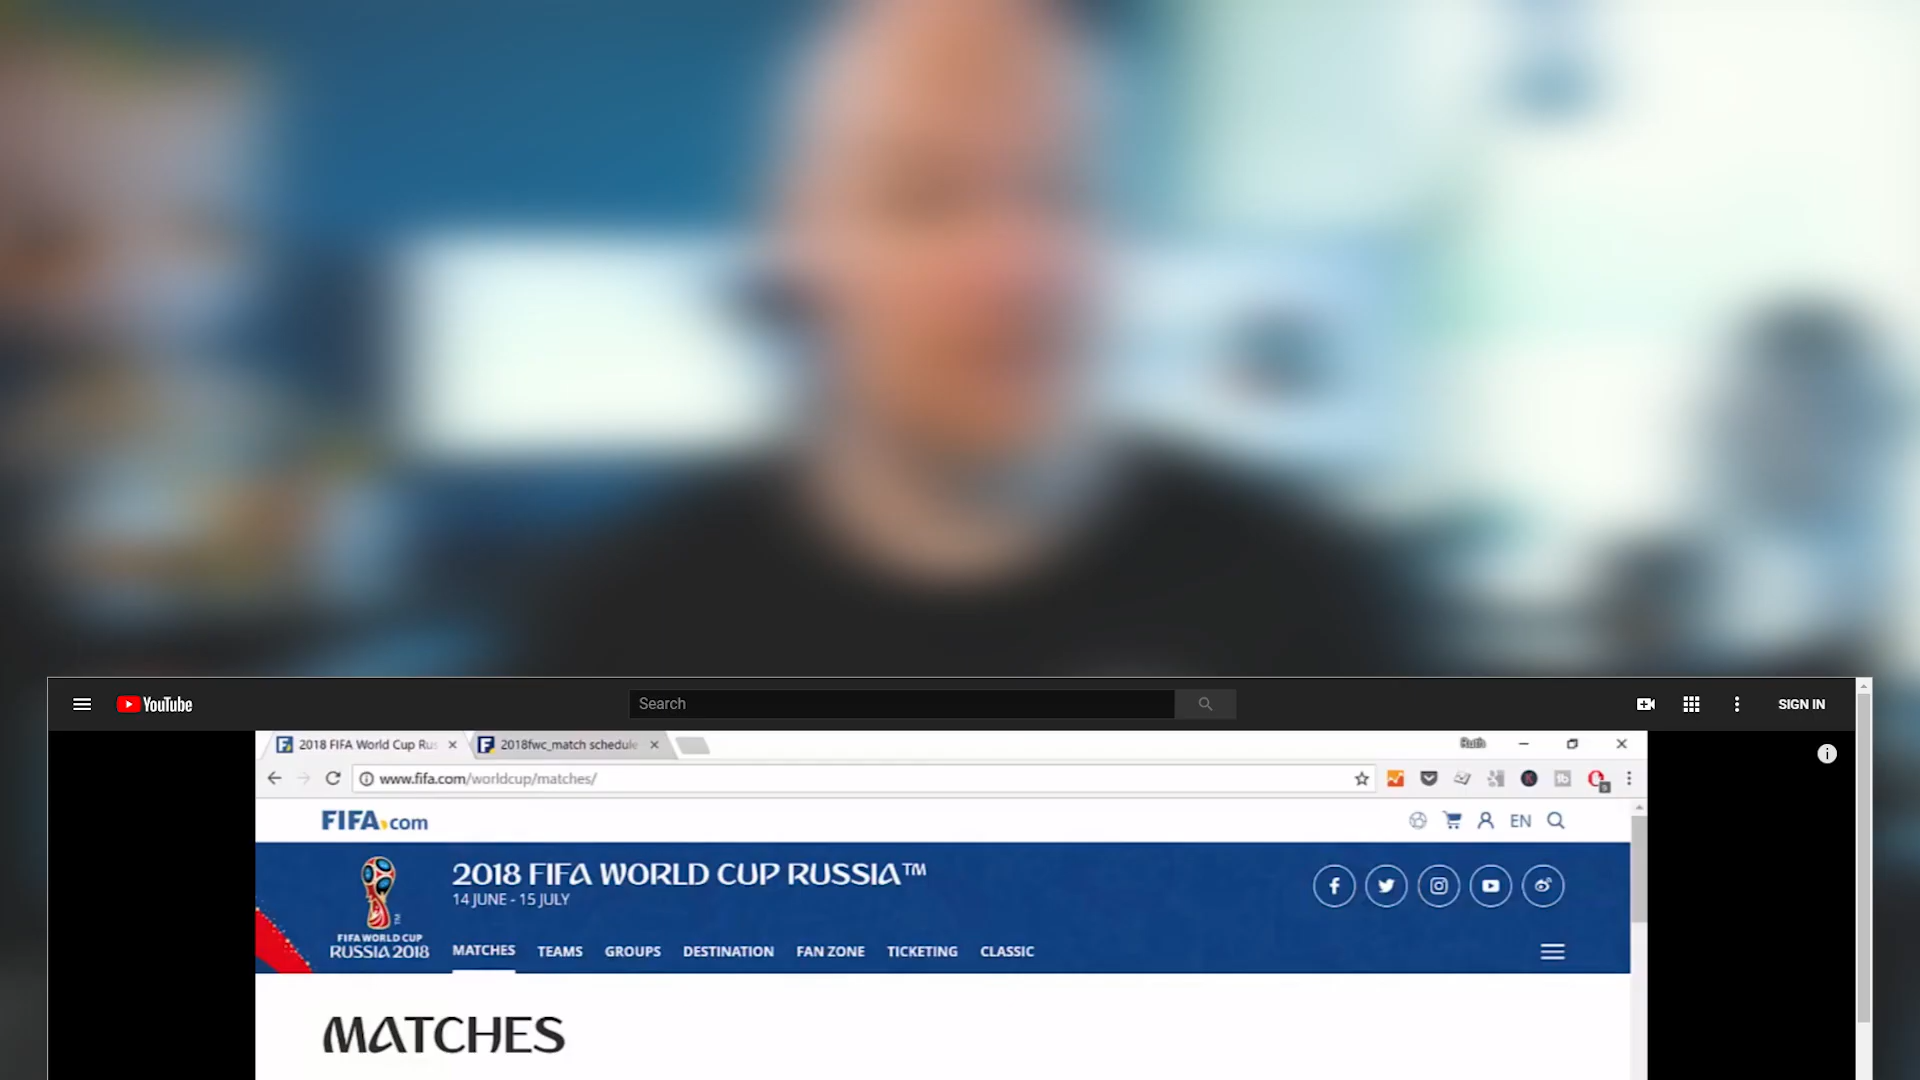 YouTube
Search
SIGN IN
2018 FIFA World Cup Rus
2018fwc_match schedule
www.fifa.com/worldcup/matches/
FIFA.com
EN
2018 FIFA WORLD CUP RUSSIA™
14 JUNE - 15 JULY
FIFA WORLD CUP
RUSSIA 2018
MATCHES TEAMS GROUPS DESTINATION FAN ZONE TICKETING CLASSIC
MATCHES